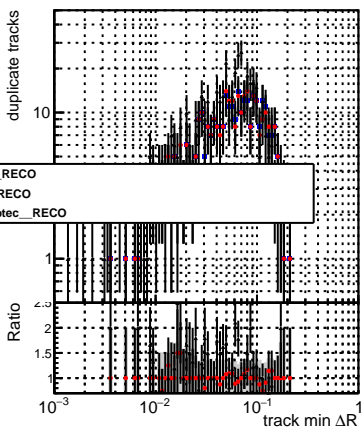 duplicate tracks
10
_RECO
RECO
otec__RECO
1
Ratio
2.5
2
1.5
1
10⁻³
10⁻²
10⁻¹
1
track min ΔR